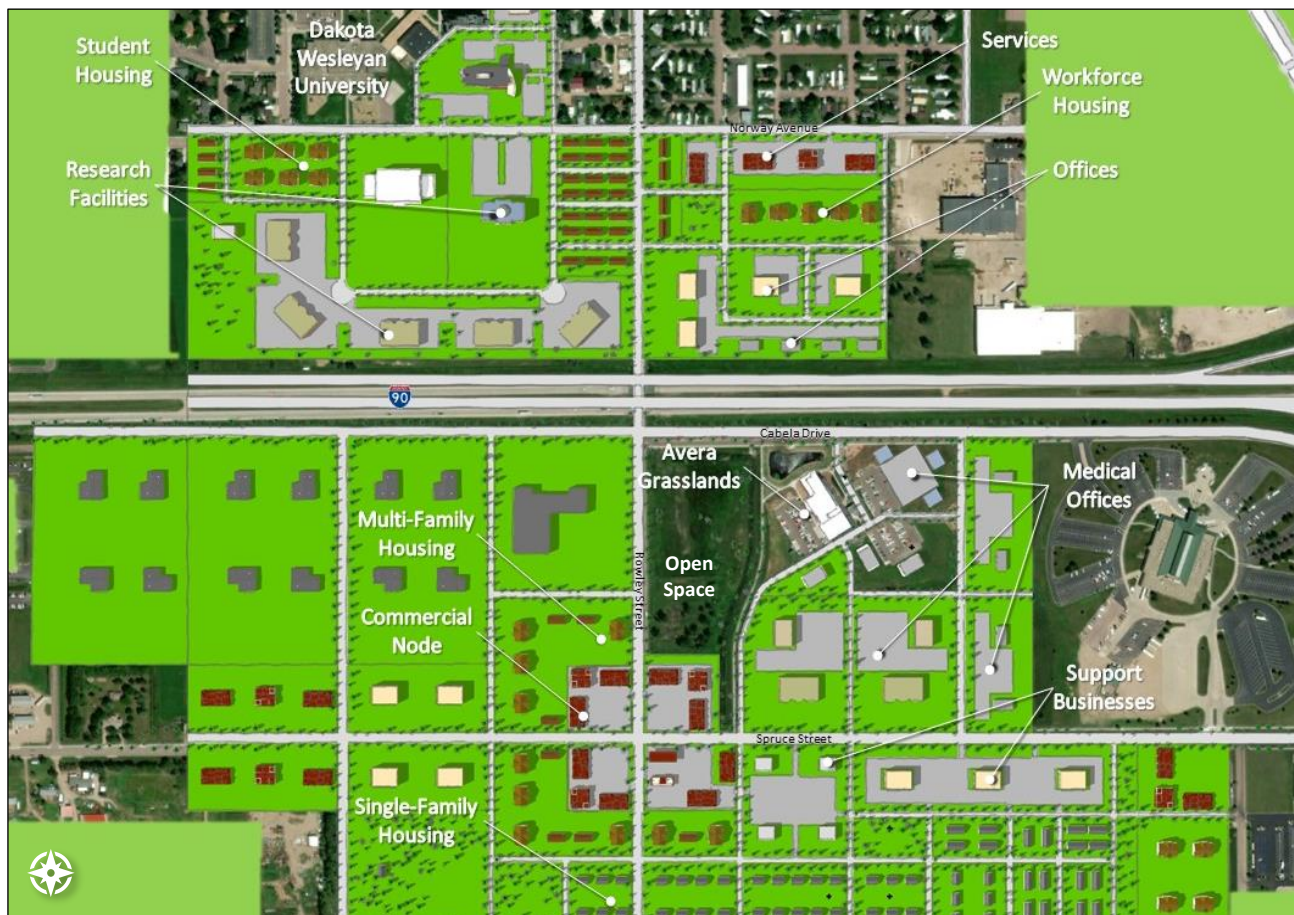 Student
Housing
Dakota
Wesleyan
University
Services
Workforce
Housing
Norway Avenue
Research
Facilities
Offices
90
Cabela Drive
Avera
Grasslands
Medical
Offices
Multi-Family
Housing
Open
Space
Rowley Street
Commercial
Node
Support
Businesses
Spruce Street
Single-Family
Housing